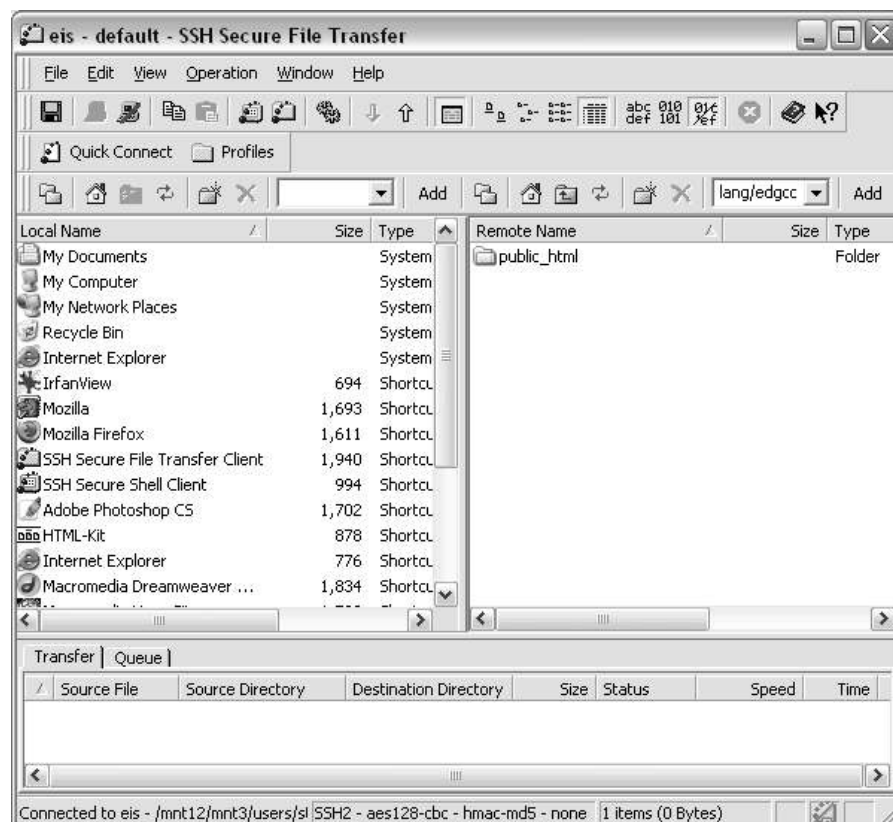 eis - default - SSH Secure File Transfer
File Edit View Operation Window Help
abc 010
def 101
Quick Connect Profiles
Add lang/edgcc Add
Local Name Size Type Remote Name Size Type
My Documents System public_html Folder
My Computer System
My Network Places System
Recycle Bin System
Internet Explorer System
IrfanView 694 Shortcu
Mozilla 1,693 Shortcu
Mozilla Firefox 1,611 Shortcu
SSH Secure File Transfer Client 1,940 Shortcu
SSH Secure Shell Client 994 Shortcu
Adobe Photoshop CS 1,702 Shortcu
HTML-Kit 878 Shortcu
Internet Explorer 776 Shortcu
Macromedia Dreamweaver ... 1,834 Shortcu
Transfer Queue
Source File Source Directory Destination Directory Size Status Speed Time
Connected to eis - /mnt12/mnt3/users/sl SSH2 - aes128-cbc - hmac-md5 - none 1 items (0 Bytes)